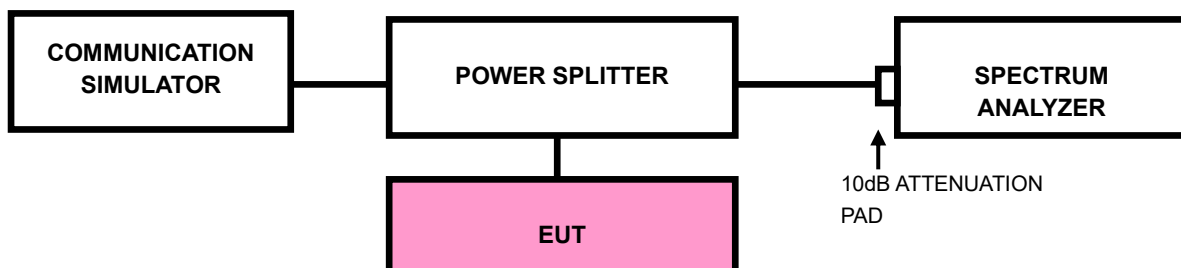 COMMUNICATION
SIMULATOR
POWER SPLITTER
SPECTRUM
ANALYZER
10dB ATTENUATION
PAD
EUT